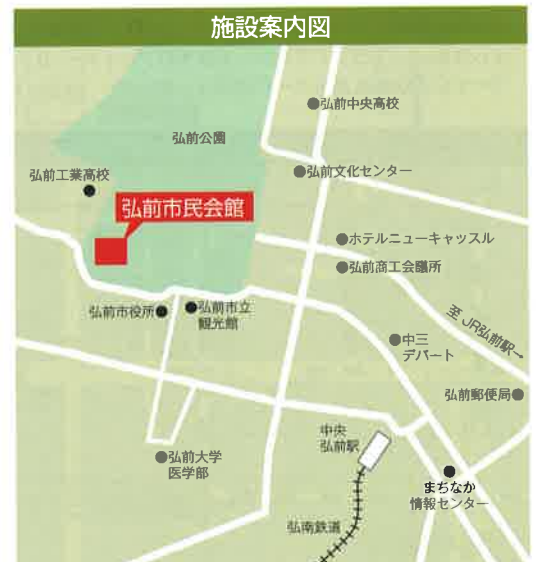 施設案内図
●弘前中央高校
弘前公園
弘前工業高校
●弘前文化センター
弘前市民会館
●ホテルニューキャッスル
●弘前商工会議所
弘前市役所●
●弘前市立
観光館
至 JR弘前駅→
●中三
デパート
弘前郵便局●
中央
弘前駅
●弘前大学
医学部
まちなか
情報センター
弘南鉄道